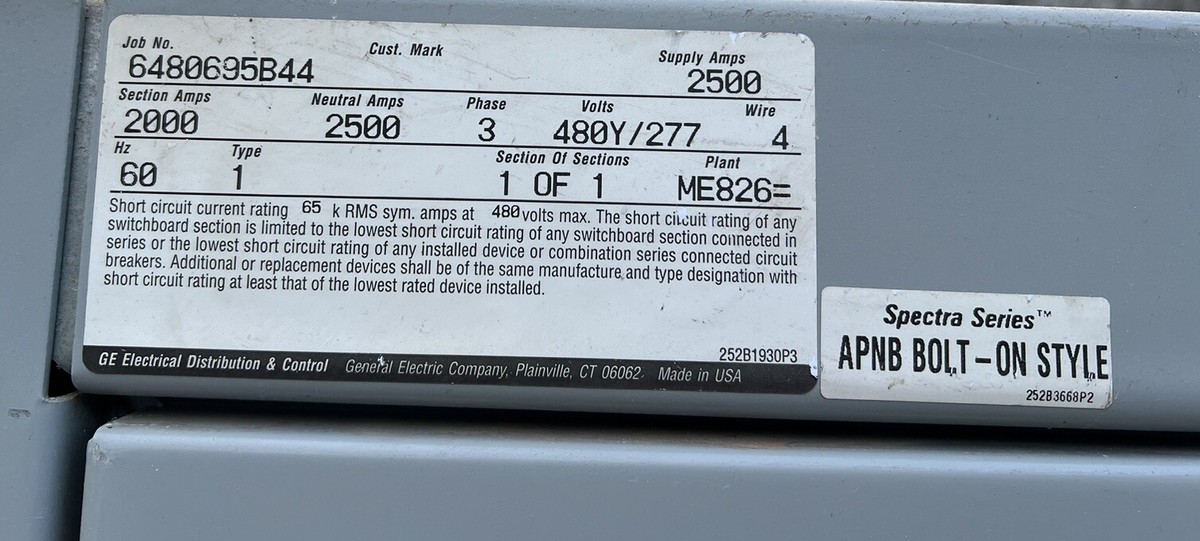 Job No. Cust. Mark Supply Amps
6480695B44 2500
Section Amps Neutral Amps Phase Volts Wire
2000 2500 3 480Y/277 4
Hz Type Section Of Sections Plant
60 1 1 OF 1 ME826=
Short circuit current rating 65 k RMS sym. amps at 480 volts max. The short circuit rating of any
switchboard section is limited to the lowest short circuit rating of any switchboard section connected in
series or the lowest short circuit rating of any installed device or combination series connected circuit
breakers. Additional or replacement devices shall be of the same manufacture and type designation with
short circuit rating at least that of the lowest rated device installed.
252B1930P3
GE Electrical Distribution & Control General Electric Company, Plainville, CT 06062 Made in USA
Spectra Series™
APNB BOLT-ON STYLE
252B3668P2